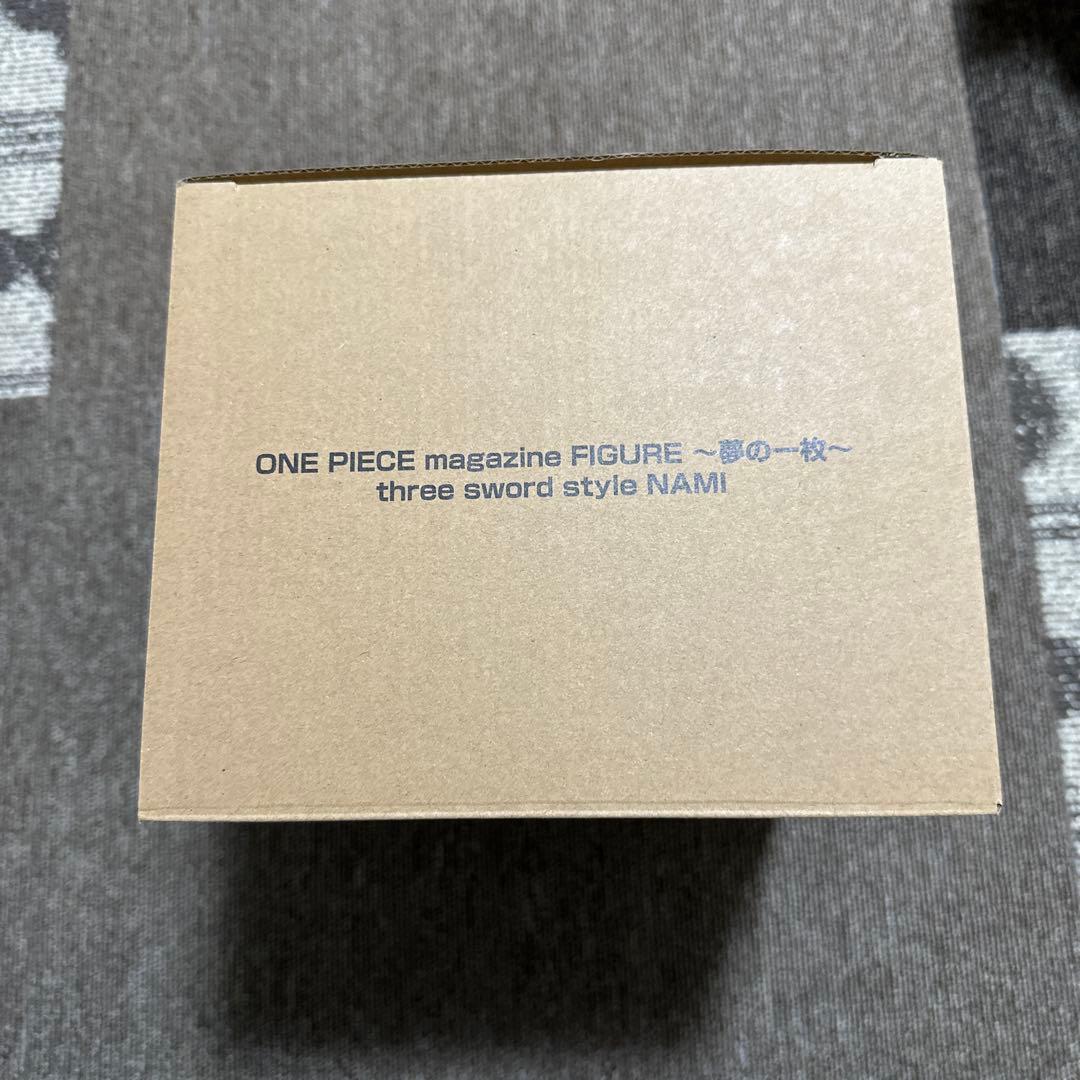 ONE PIECE magazine FIGURE ～夢の一枚～
three sword style NAMI